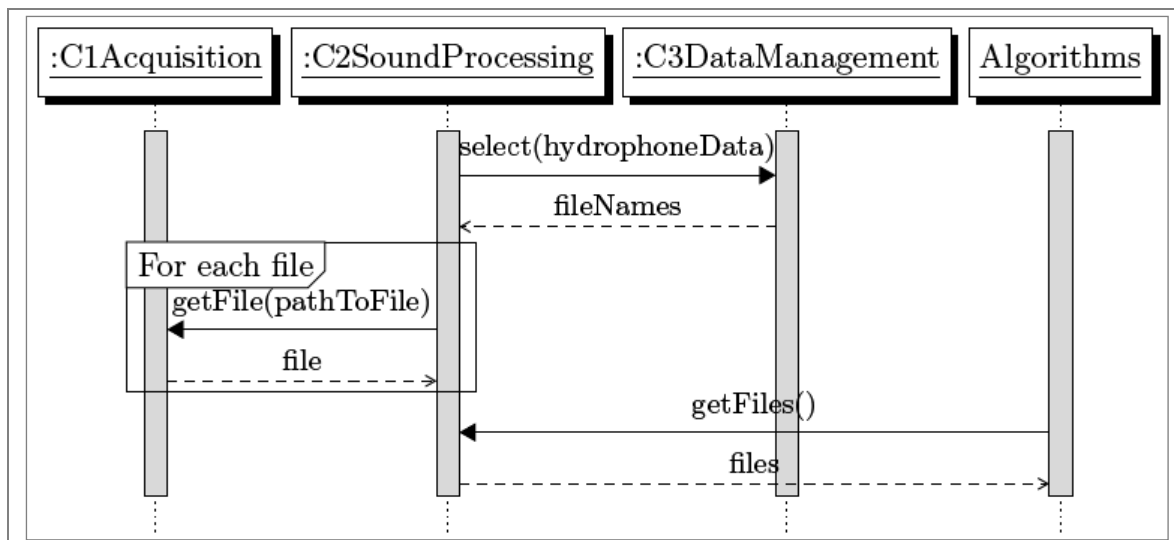 :C1Acquisition
:C2SoundProcessing
:C3DataManagement
Algorithms
select(hydrophoneData)
fileNames
For each file
getFile(pathToFile)
file
getFiles()
files